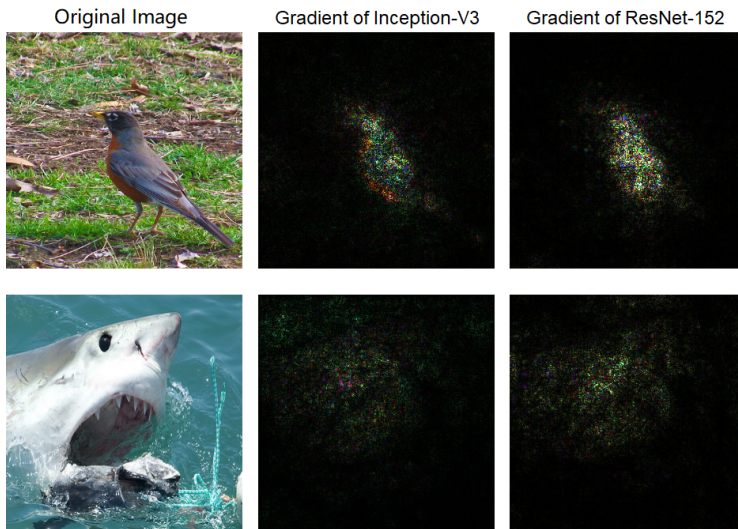 Original Image
Gradient of Inception-V3
Gradient of ResNet-152